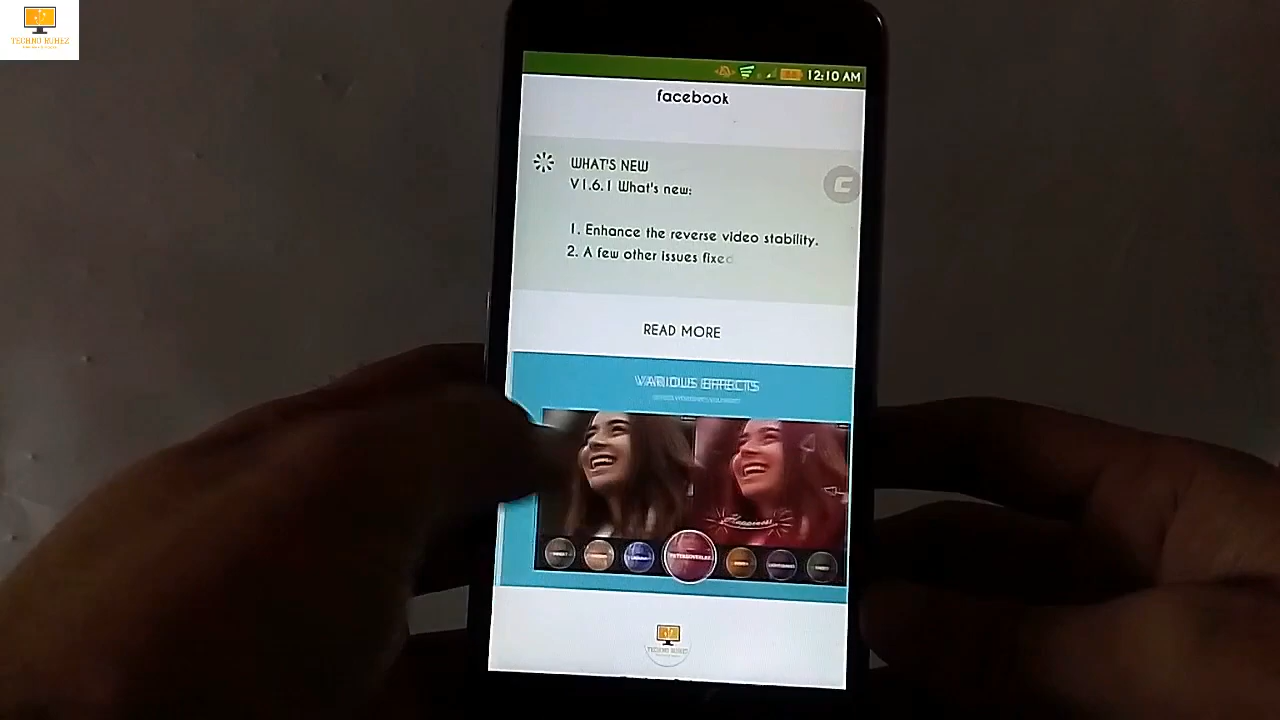 TECHNO RUHEZ
12:10 AM
facebook
WHAT'S NEW
V1.6.1 What's new:
1. Enhance the reverse video stability.
2. A few other issues fixed
READ MORE
VARIOUS EFFECTS
Happiness
TECHNO RUHEZ